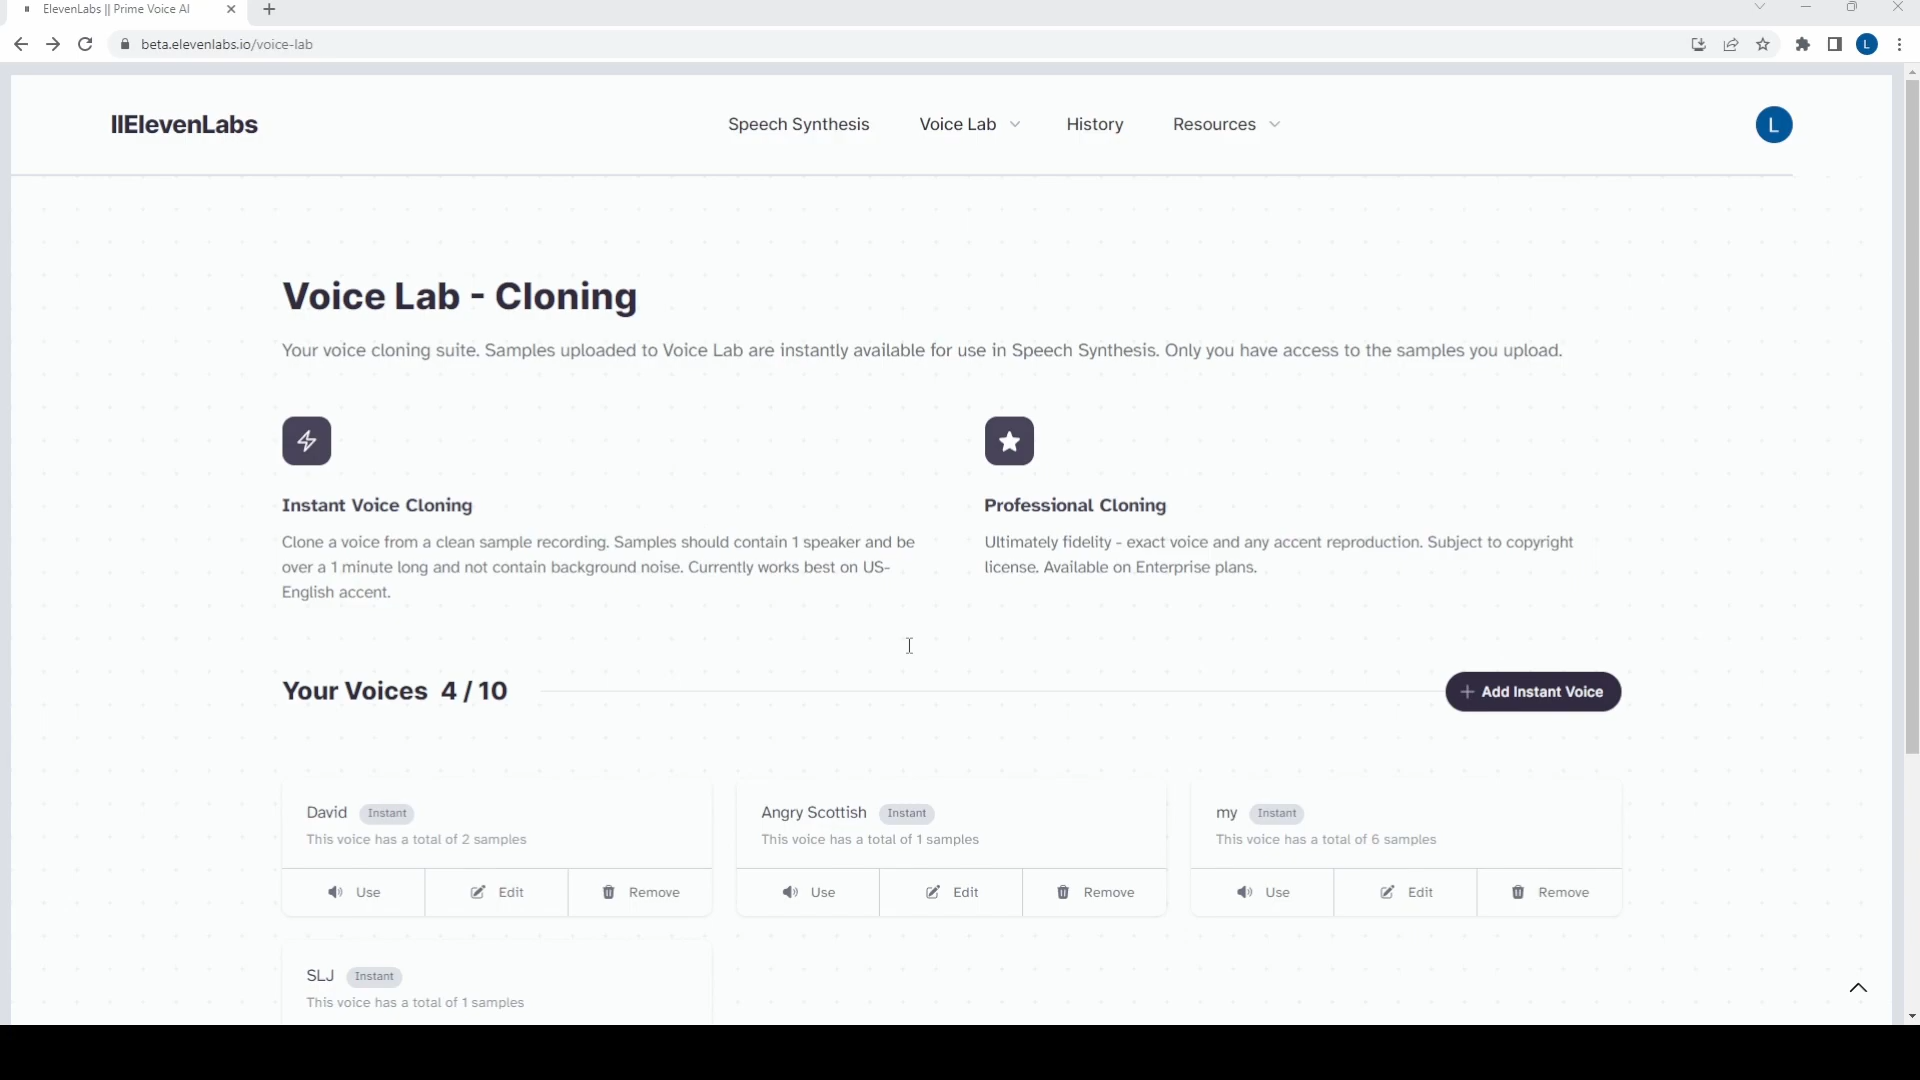 ElevenLabs || Prime Voice AI
beta.elevenlabs.io/voice-lab
L
IIElevenLabs
Speech Synthesis
Voice Lab
History
Resources
L
Voice Lab - Cloning
Your voice cloning suite. Samples uploaded to Voice Lab are instantly available for use in Speech Synthesis. Only you have access to the samples you upload.
Instant Voice Cloning
Clone a voice from a clean sample recording. Samples should contain 1 speaker and be
over a 1 minute long and not contain background noise. Currently works best on US-
English accent.
Professional Cloning
Ultimately fidelity - exact voice and any accent reproduction. Subject to copyright
license. Available on Enterprise plans.
Your Voices 4 / 10
+ Add Instant Voice
David Instant
This voice has a total of 2 samples
Use Edit Remove
Angry Scottish Instant
This voice has a total of 1 samples
Use Edit Remove
my Instant
This voice has a total of 6 samples
Use Edit Remove
SLJ Instant
This voice has a total of 1 samples